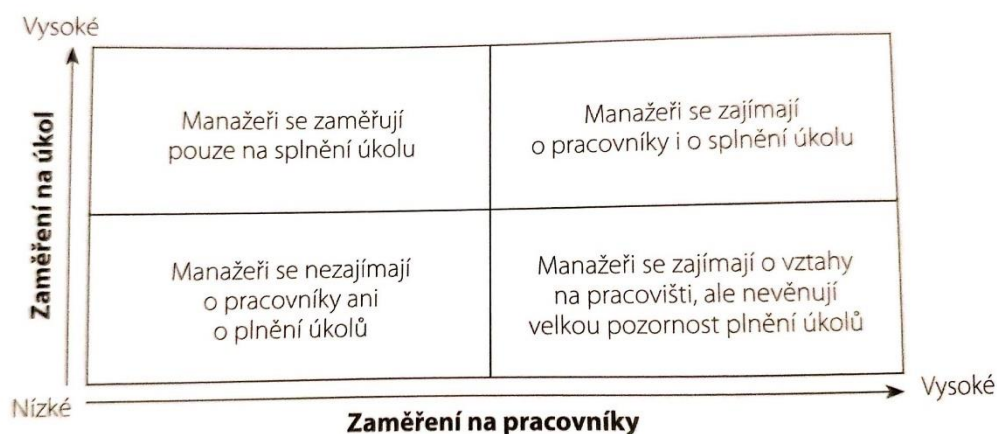 Vysoké
Zaměření na úkol
Manažeři se zaměřují
pouze na splnění úkolu
Manažeři se zajímají
o pracovníky i o splnění úkolu
Manažeři se nezajímají
o pracovníky ani
o plnění úkolů
Manažeři se zajímají o vztahy
na pracovišti, ale nevěnují
velkou pozornost plnění úkolů
Nízké
Vysoké
Zaměření na pracovníky